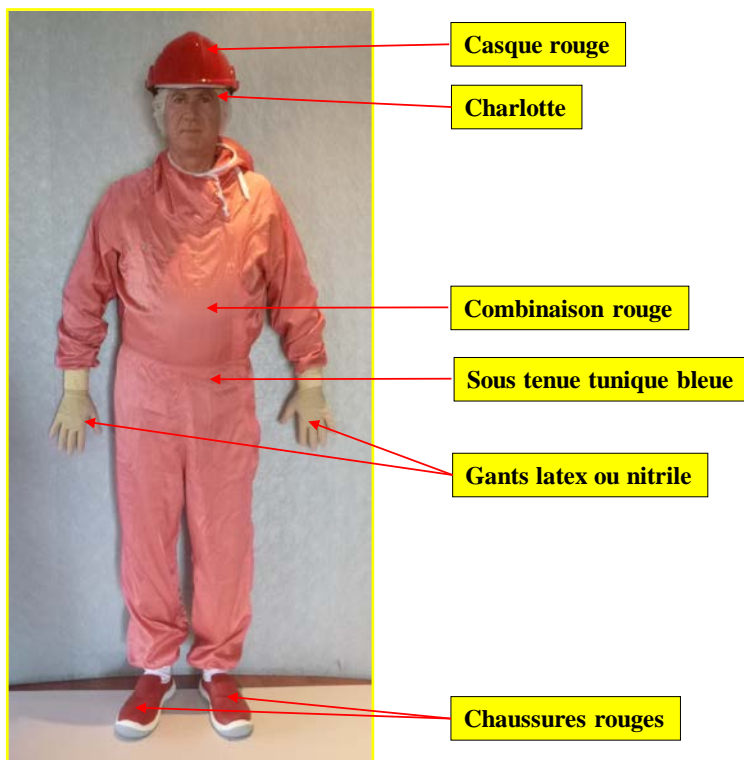 Casque rouge
Charlotte
Combinaison rouge
Sous tenue tunique bleue
Gants latex ou nitrile
Chaussures rouges